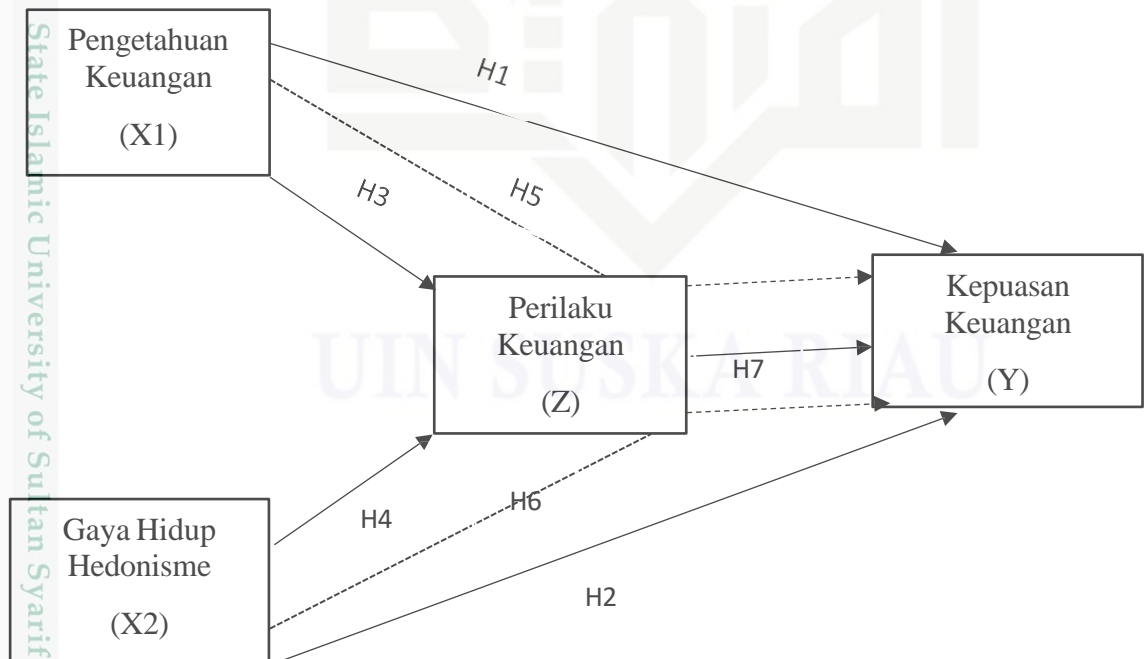 State Islamic University of Sultan Syarif
Pengetahuan
Keuangan
(X1)
H1
H3
H5
Perilaku
Keuangan
(Z)
Kepuasan
Keuangan
(Y)
H7
UIN SUSKA RIAU
Gaya Hidup
Hedonisme
(X2)
H4
H6
H2